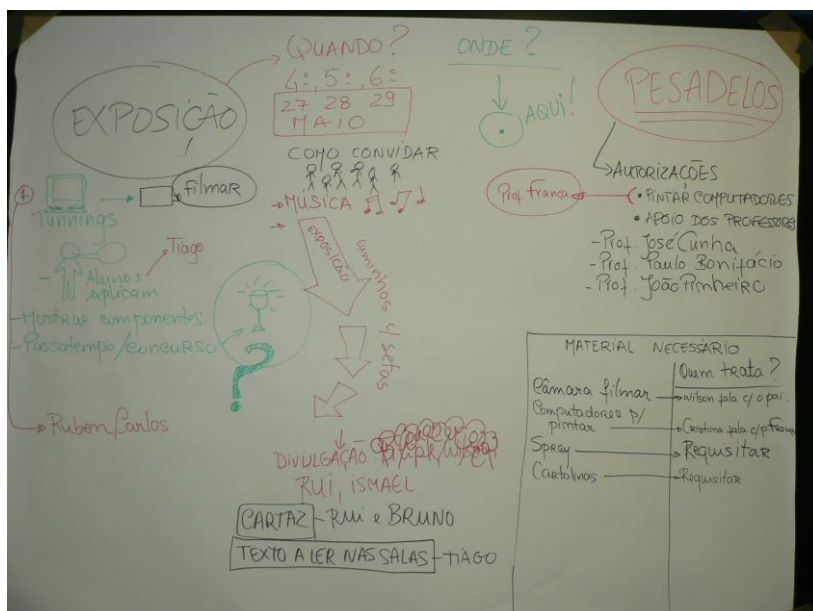 EXPOSIÇÃO
QUANDO?
4ª, 5ª, 6ª
27 28 29
MAIO
COMO CONVIDAR
MÚSICA
exposição
caminhos c/ setas
ONDE?
AQUI!
PESADELOS
AUTORIZAÇÕES
Prof. França
• PINTAR COMPUTADORES
• APOIO DOS PROFESSORES
- Prof. José Cunha
- Prof. Paulo Bonifácio
- Prof. João Pinheiro
1
Filmar
Tunnings
Tiago
- Alunos explicam
- Mostrar componentes
- Passatempo/concurso
?
Ruben, Carlos
DIVULGAÇÃO
RUI, ISMAEL
CARTAZ - RUI e BRUNO
TEXTO A LER NAS SALAS - TIAGO
MATERIAL NECESSÁRIO
Quem trata?
Câmara filmar Wilson fala c/ o pai
Computadores p/
pintar Cristina fala c/ p. França
Spray Requisitar
Cartolinas Requisitar